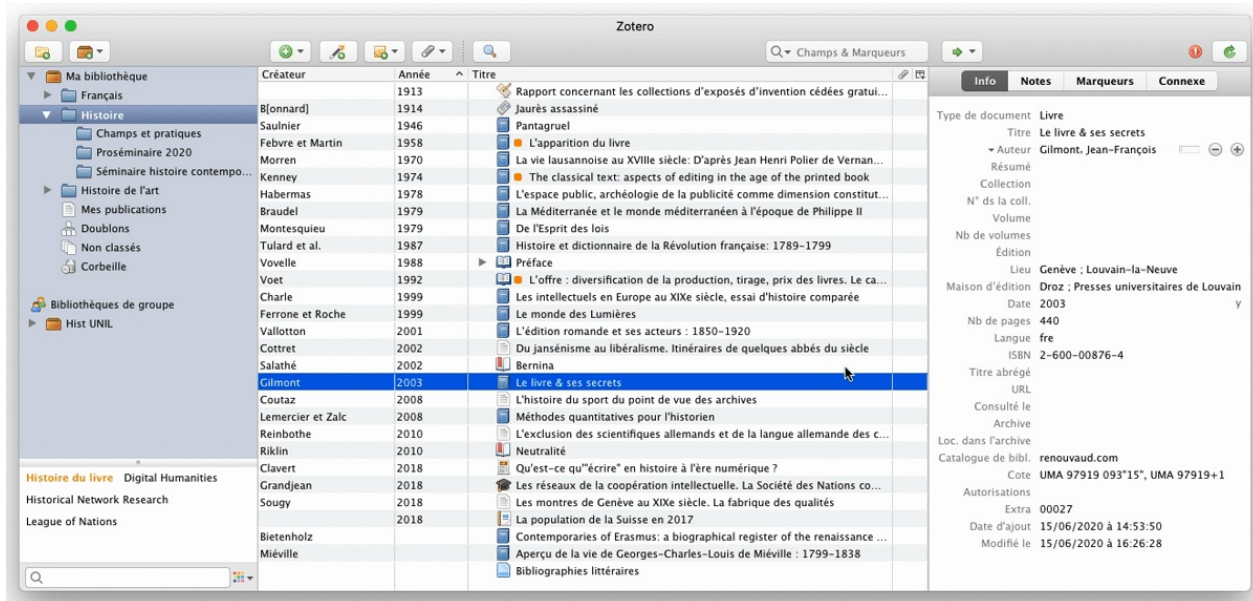 Zotero
Champs & Marqueurs
Ma bibliothèque
Français
Histoire
Champs et pratiques
Proséminaire 2020
Séminaire histoire contempo...
Histoire de l'art
Mes publications
Doublons
Non classés
Corbeille
Bibliothèques de groupe
Hist UNIL
Histoire du livre Digital Humanities
Historical Network Research
League of Nations
Créateur Année Titre
1913 Rapport concernant les collections d'exposés d'invention cédées gratui...
B[onnard] 1914 Jaurès assassiné
Saulnier 1946 Pantagruel
Febvre et Martin 1958 L'apparition du livre
Morren 1970 La vie lausannoise au XVIIIe siècle: D'après Jean Henri Polier de Vernan...
Kenney 1974 The classical text: aspects of editing in the age of the printed book
Habermas 1978 L'espace public, archéologie de la publicité comme dimension constitut...
Braudel 1979 La Méditerranée et le monde méditerranéen à l'époque de Philippe II
Montesquieu 1979 De l'Esprit des lois
Tulard et al. 1987 Histoire et dictionnaire de la Révolution française: 1789-1799
Vovelle 1988 Préface
Voet 1992 L'offre : diversification de la production, tirage, prix des livres. Le ca...
Charle 1999 Les intellectuels en Europe au XIXe siècle, essai d'histoire comparée
Ferrone et Roche 1999 Le monde des Lumières
Vallotton 2001 L'édition romande et ses acteurs : 1850-1920
Cottret 2002 Du jansénisme au libéralisme. Itinéraires de quelques abbés du siècle
Salathé 2002 Bernina
Gilmont 2003 Le livre & ses secrets
Coutaz 2008 L'histoire du sport du point de vue des archives
Lemercier et Zalc 2008 Méthodes quantitatives pour l'historien
Reinbothe 2010 L'exclusion des scientifiques allemands et de la langue allemande des c...
Riklin 2010 Neutralité
Clavert 2018 Qu'est-ce qu'"écrire" en histoire à l'ère numérique ?
Grandjean 2018 Les réseaux de la coopération intellectuelle. La Société des Nations co...
Sougy 2018 Les montres de Genève au XIXe siècle. La fabrique des qualités
2018 La population de la Suisse en 2017
Bietenholz Contemporaries of Erasmus: a biographical register of the renaissance ...
Miéville Aperçu de la vie de Georges-Charles-Louis de Miéville : 1799-1838
Bibliographies littéraires
Info Notes Marqueurs Connexe
Type de document Livre
Titre Le livre & ses secrets
Auteur Gilmont, Jean-François
Résumé
Collection
N° ds la coll.
Volume
Nb de volumes
Édition
Lieu Genève ; Louvain-la-Neuve
Maison d'édition Droz ; Presses universitaires de Louvain
Date 2003 y
Nb de pages 440
Langue fre
ISBN 2-600-00876-4
Titre abrégé
URL
Consulté le
Archive
Loc. dans l'archive
Catalogue de bibl. renouvaud.com
Cote UMA 97919 093"15", UMA 97919+1
Autorisations
Extra 00027
Date d'ajout 15/06/2020 à 14:53:50
Modifié le 15/06/2020 à 16:26:28